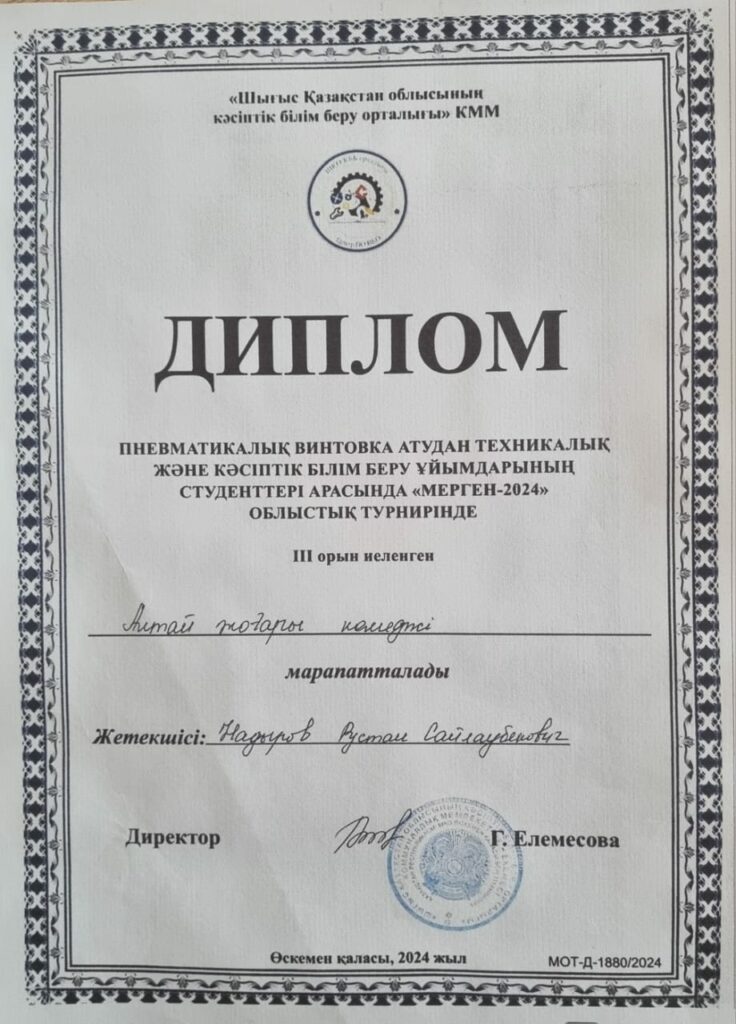 «Шығыс Қазақстан облысының
кәсіптік білім беру орталығы» КММ
ДИПЛОМ
ПНЕВМАТИКАЛЫҚ ВИНТОВКА АТУДАН ТЕХНИКАЛЫҚ
ЖӘНЕ КӘСІПТІК БІЛІМ БЕРУ ҰЙЫМДАРЫНЫҢ
СТУДЕНТТЕРІ АРАСЫНДА «МЕРГЕН-2024»
ОБЛЫСТЫҚ ТУРНИРІНДЕ
III орын иеленген
Алтай жоғары колледжі
марапатталады
Жетекшісі: Надыров Рустам Сайлаубекович
Директор Г. Елемесова
Өскемен қаласы, 2024 жыл
МОТ-Д-1880/2024